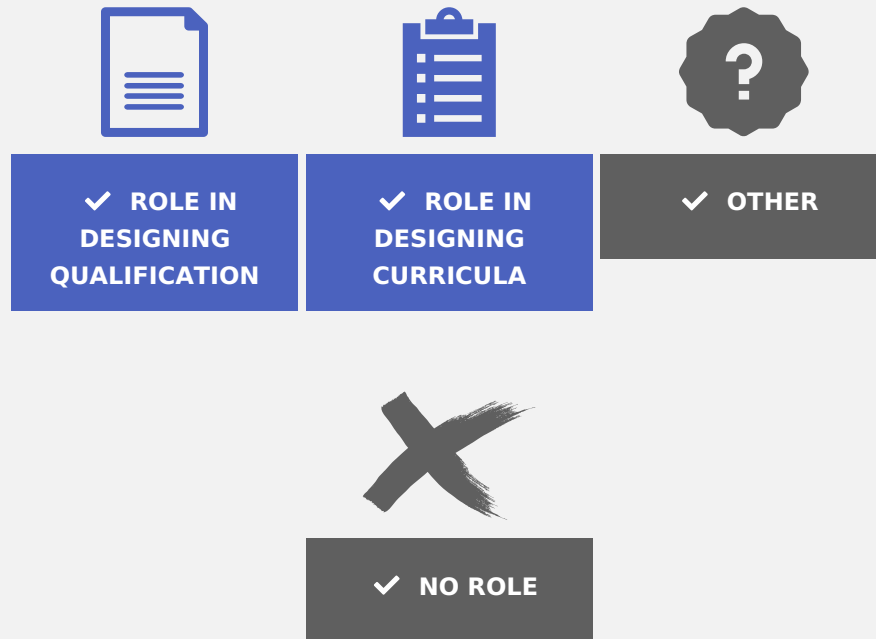 ✓ ROLE IN
DESIGNING
QUALIFICATION
✓ ROLE IN
DESIGNING
CURRICULA
✓ OTHER
✓ NO ROLE